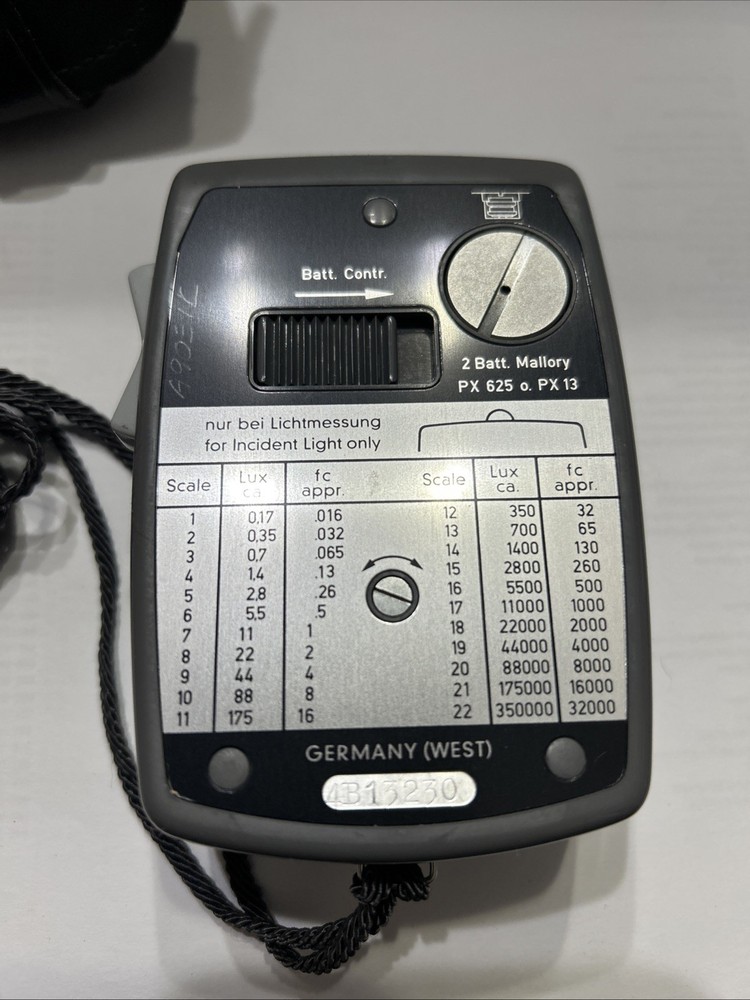 Batt. Contr.
2 Batt. Mallory
PX 625 o. PX 13
nur bei Lichtmessung
for Incident Light only
Scale Lux ca. fc appr. Scale Lux ca. fc appr.
1 0,17 .016 12 350 32
2 0,35 .032 13 700 65
3 0,7 .065 14 1400 130
4 1,4 .13 15 2800 260
5 2,8 .26 16 5500 500
6 5,5 .5 17 11000 1000
7 11 1 18 22000 2000
8 22 2 19 44000 4000
9 44 4 20 88000 8000
10 88 8 21 175000 16000
11 175 16 22 350000 32000
GERMANY (WEST)
4B13230